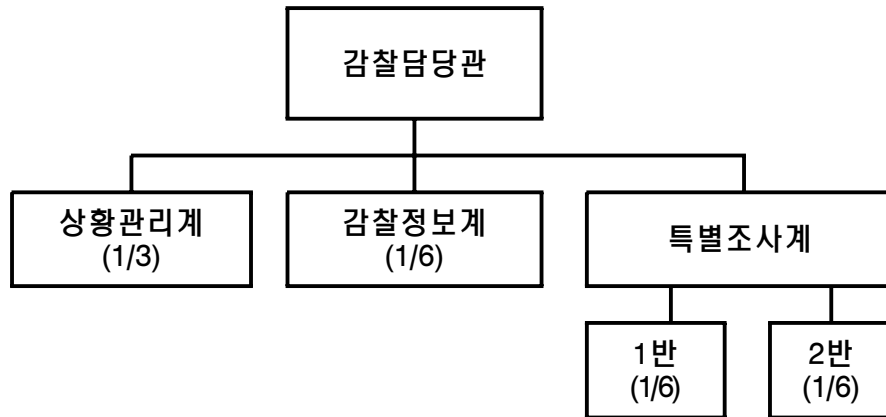 감찰담당관
상황관리계
(1/3)
감찰정보계
(1/6)
특별조사계
1반
(1/6)
2반
(1/6)